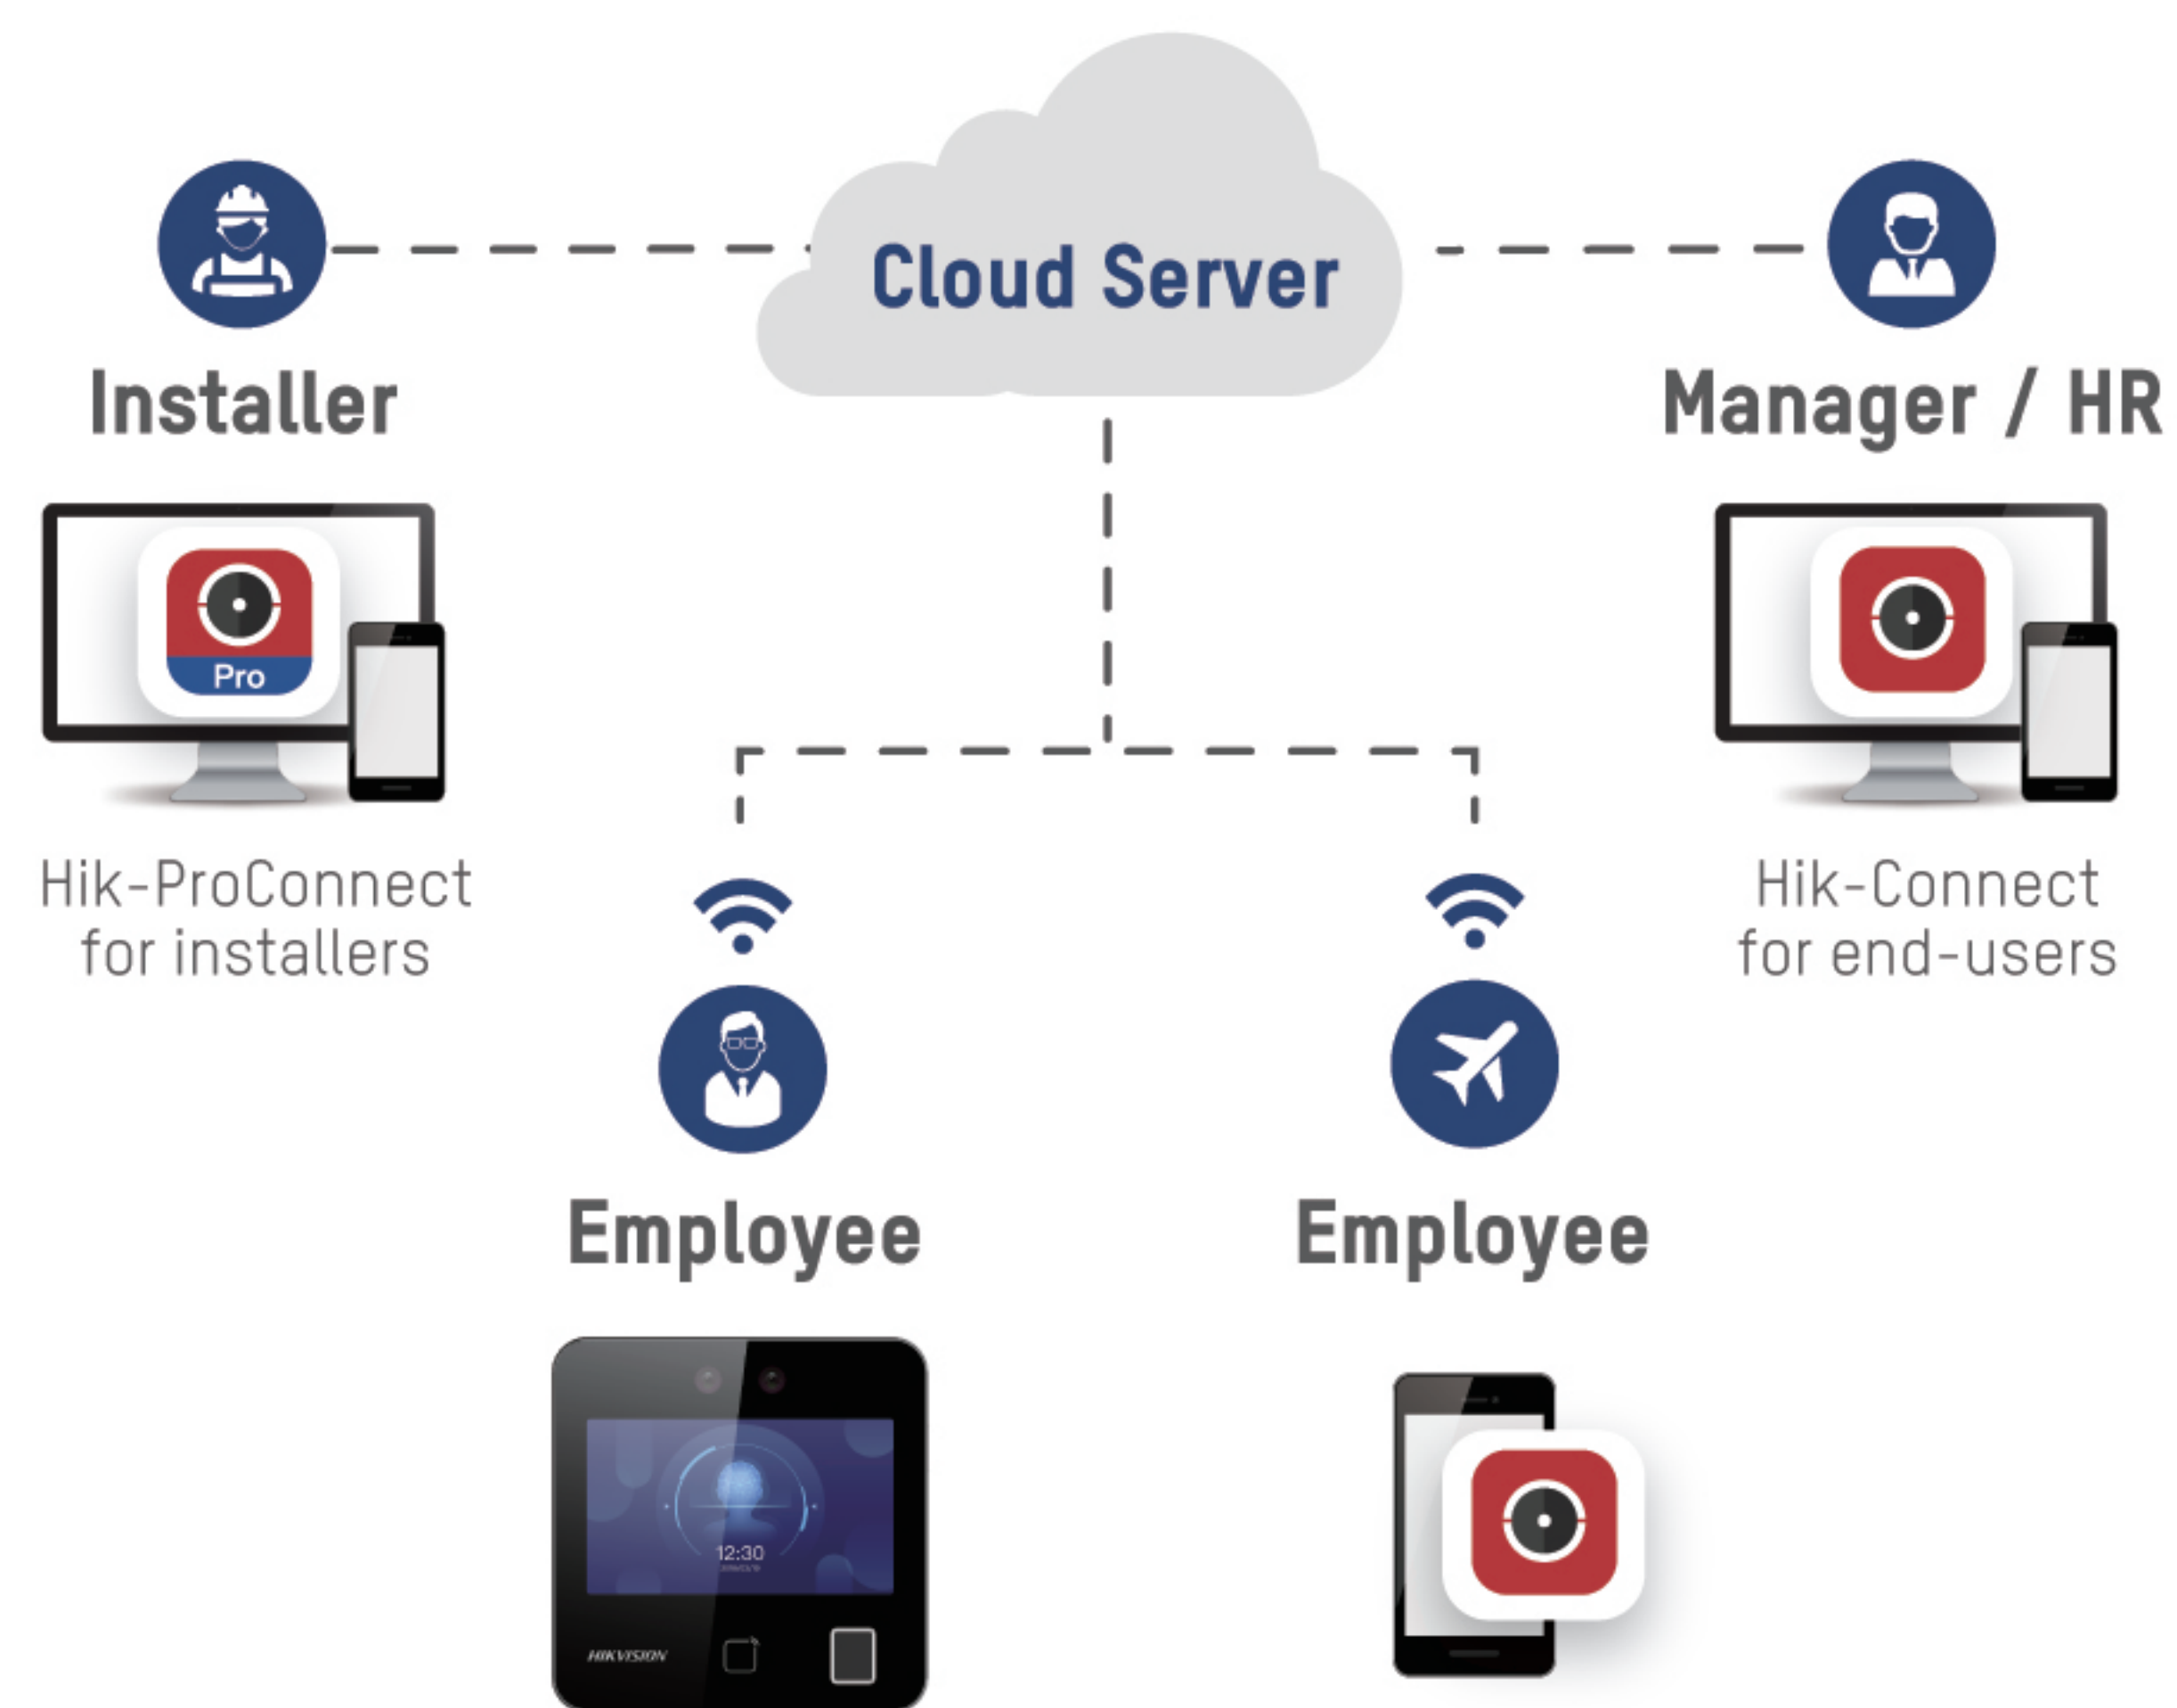 Cloud Server
Installer
Manager / HR
Pro
Hik-ProConnect
for installers
Hik-Connect
for end-users
Employee
Employee
12:30
HIKVISION